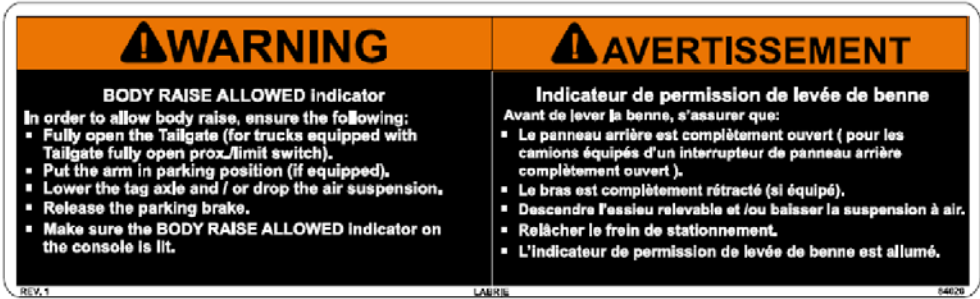 WARNING
BODY RAISE ALLOWED indicator
In order to allow body raise, ensure the following:
▪ Fully open the Tailgate (for trucks equipped with
Tailgate fully open prox./limit switch).
▪ Put the arm in parking position (if equipped).
▪ Lower the tag axle and / or drop the air suspension.
▪ Release the parking brake.
▪ Make sure the BODY RAISE ALLOWED indicator on
the console is lit.
AVERTISSEMENT
Indicateur de permission de levée de benne
Avant de lever la benne, s'assurer que:
▪ Le panneau arrière est complètement ouvert ( pour les
camions équipés d'un interrupteur de panneau arrière
complètement ouvert ).
▪ Le bras est complètement rétracté (si équipé).
▪ Descendre l'essieu relevable et /ou baisser la suspension à air.
▪ Relâcher le frein de stationnement.
▪ L'indicateur de permission de levée de benne est allumé.
REV. 1
LABRIE
64020